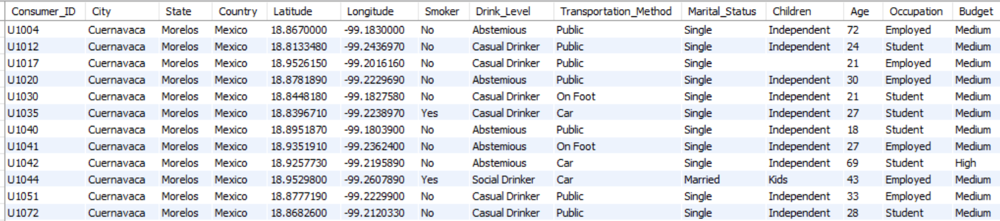 Consumer_ID City State Country Latitude Longitude Smoker Drink_Level Transportation_Method Marital_Status Children Age Occupation Budget
U1004 Cuernavaca Morelos Mexico 18.8670000 -99.1830000 No Abstemious Public Single Independent 72 Employed Medium
U1012 Cuernavaca Morelos Mexico 18.8133480 -99.2436970 No Casual Drinker Public Single Independent 24 Student Medium
U1017 Cuernavaca Morelos Mexico 18.9526150 -99.2016160 No Casual Drinker Public Single 21 Employed Medium
U1020 Cuernavaca Morelos Mexico 18.8781890 -99.2229690 No Abstemious Public Single Independent 30 Employed Medium
U1030 Cuernavaca Morelos Mexico 18.8448180 -99.1827580 No Casual Drinker On Foot Single Independent 21 Student Medium
U1035 Cuernavaca Morelos Mexico 18.8396710 -99.2238970 Yes Casual Drinker Car Single Independent 27 Student Medium
U1040 Cuernavaca Morelos Mexico 18.8951870 -99.1803900 No Abstemious Public Single Independent 18 Student Medium
U1041 Cuernavaca Morelos Mexico 18.9351910 -99.2362400 No Abstemious On Foot Single Independent 27 Employed Medium
U1042 Cuernavaca Morelos Mexico 18.9257730 -99.2195890 No Abstemious Car Single Independent 69 Student High
U1044 Cuernavaca Morelos Mexico 18.9529800 -99.2607890 Yes Social Drinker Car Married Kids 43 Employed Medium
U1051 Cuernavaca Morelos Mexico 18.8777190 -99.2229900 No Casual Drinker Public Single Independent 33 Employed Medium
U1072 Cuernavaca Morelos Mexico 18.8682600 -99.2120330 No Casual Drinker Public Single Independent 28 Student Medium